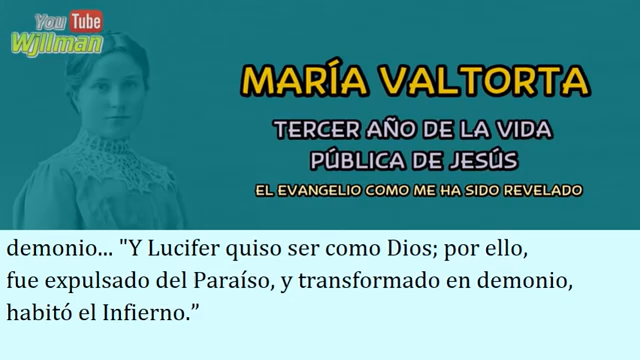 You Tube
Wjllman
MARÍA VALTORTA
TERCER AÑO DE LA VIDA
PÚBLICA DE JESÚS
EL EVANGELIO COMO ME HA SIDO REVELADO
demonio... "Y Lucifer quiso ser como Dios; por ello,
fue expulsado del Paraíso, y transformado en demonio,
habitó el Infierno.”